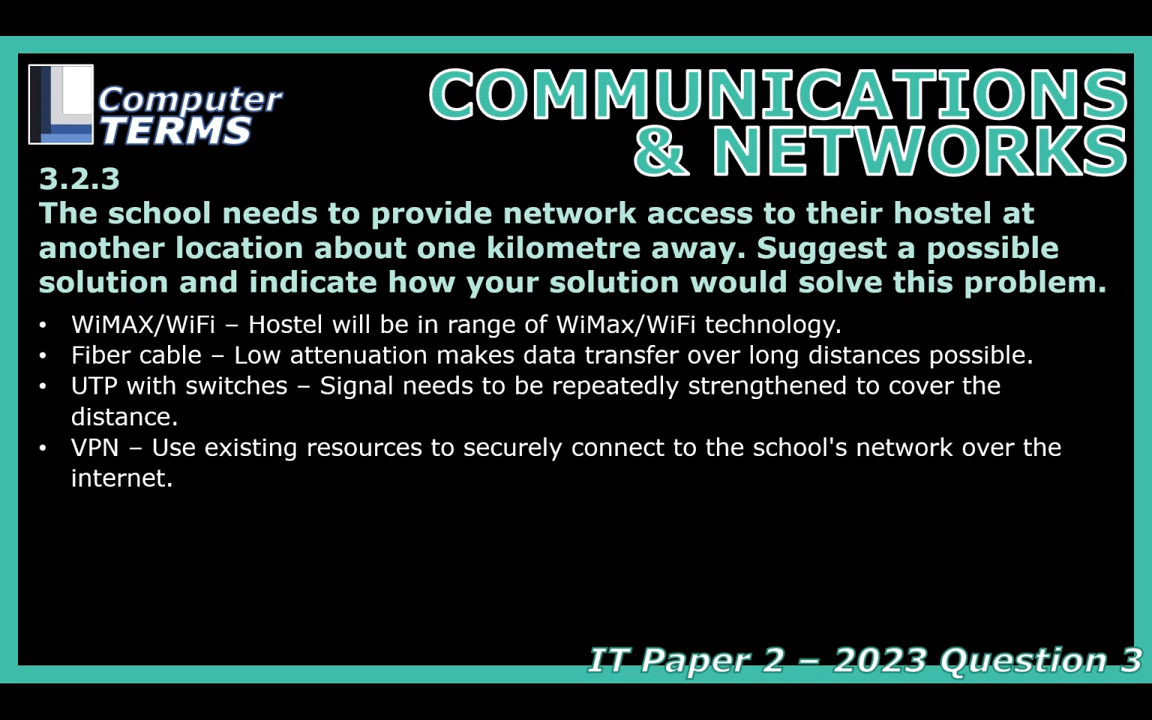 Computer
TERMS
COMMUNICATIONS
& NETWORKS
3.2.3
The school needs to provide network access to their hostel at
another location about one kilometre away. Suggest a possible
solution and indicate how your solution would solve this problem.
• WiMAX/WiFi – Hostel will be in range of WiMax/WiFi technology.
• Fiber cable – Low attenuation makes data transfer over long distances possible.
• UTP with switches – Signal needs to be repeatedly strengthened to cover the
distance.
• VPN – Use existing resources to securely connect to the school's network over the
internet.
IT Paper 2 – 2023 Question 3